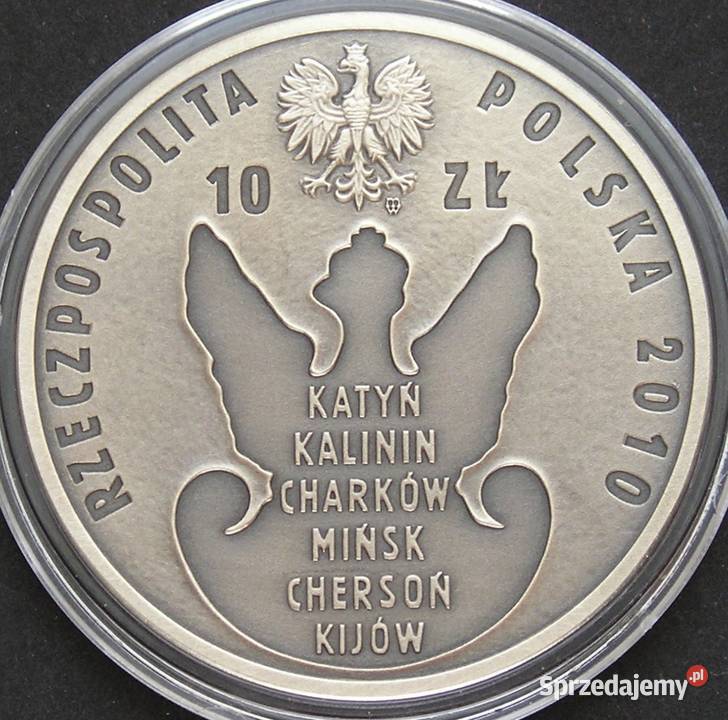 RZECZPOSPOLITA POLSKA 2010
10 ZŁ
KATYŃ
KALININ
CHARKÓW
MIŃSK
CHERSOŃ
KIJÓW
Sprzedajemy.pl